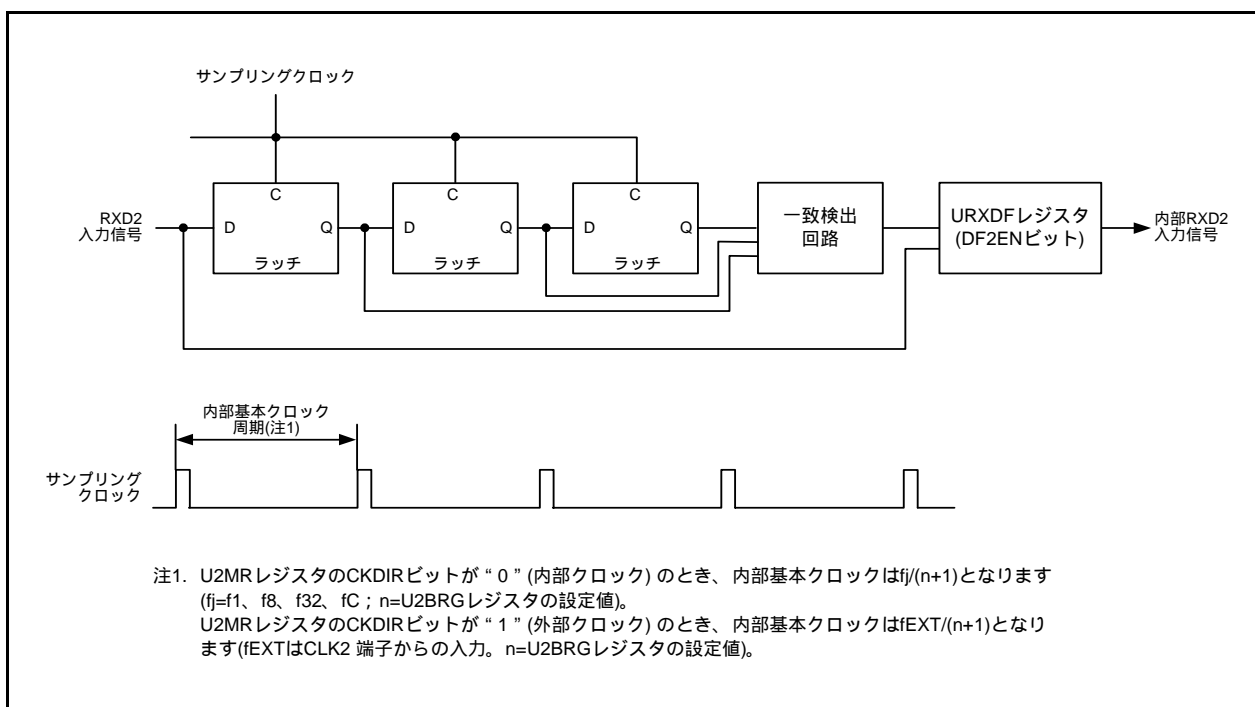 サンプリングクロック
C
C
C
RXD2
入力信号
D
Q
ラッチ
D
Q
ラッチ
D
Q
ラッチ
一致検出
回路
URXDFレジスタ
(DF2ENビット)
内部RXD2
入力信号
内部基本クロック
周期(注1)
サンプリング
クロック
注1. U2MRレジスタのCKDIRビットが“0”(内部クロック) のとき、内部基本クロックはfj/(n+1)となります
(fj=f1、f8、f32、fC ; n=U2BRGレジスタの設定値)。
U2MRレジスタのCKDIRビットが“1”(外部クロック) のとき、内部基本クロックはfEXT/(n+1)となり
ます(fEXTはCLK2 端子からの入力。n=U2BRGレジスタの設定値)。